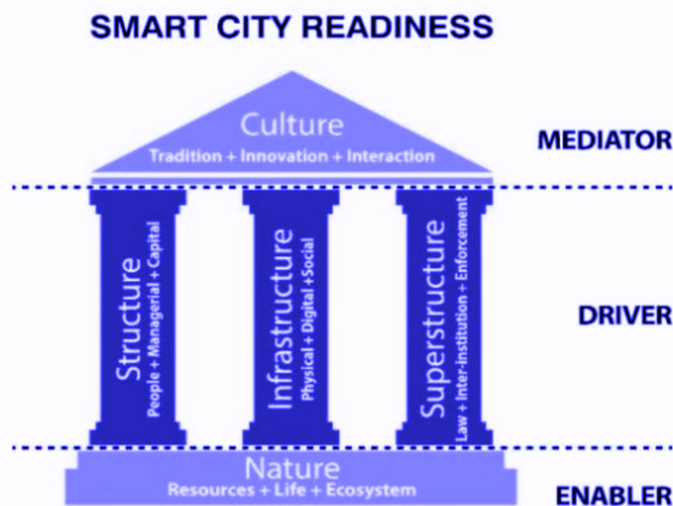 SMART CITY READINESS
Culture
Tradition + Innovation + Interaction
MEDIATOR
Structure
People + Managerial + Capital
Infrastructure
Physical + Digital +Social
Superstructure
Law + Inter-institution + Enforcement
DRIVER
Nature
Resources + Life + Ecosystem
ENABLER